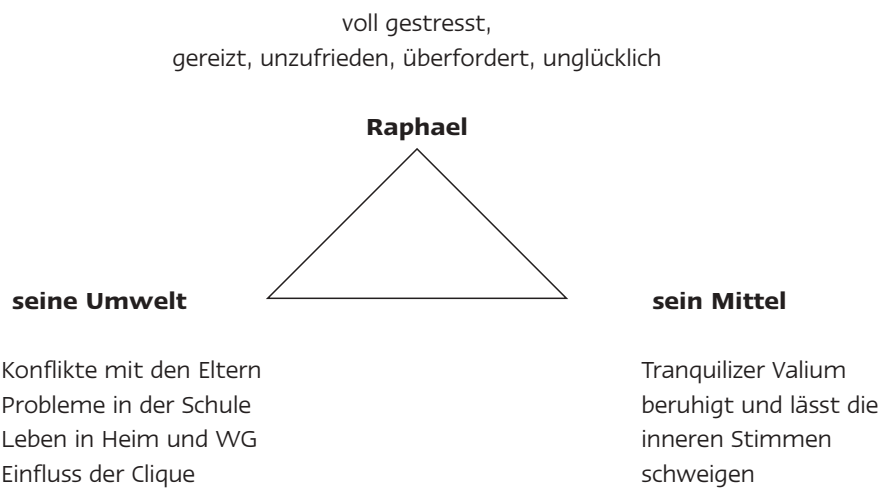 voll gestresst,
gereizt, unzufrieden, überfordert, unglücklich
Raphael
seine Umwelt
sein Mittel
Konflikte mit den Eltern
Probleme in der Schule
Leben in Heim und WG
Einfluss der Clique
Tranquilizer Valium
beruhigt und lässt die
inneren Stimmen
schweigen